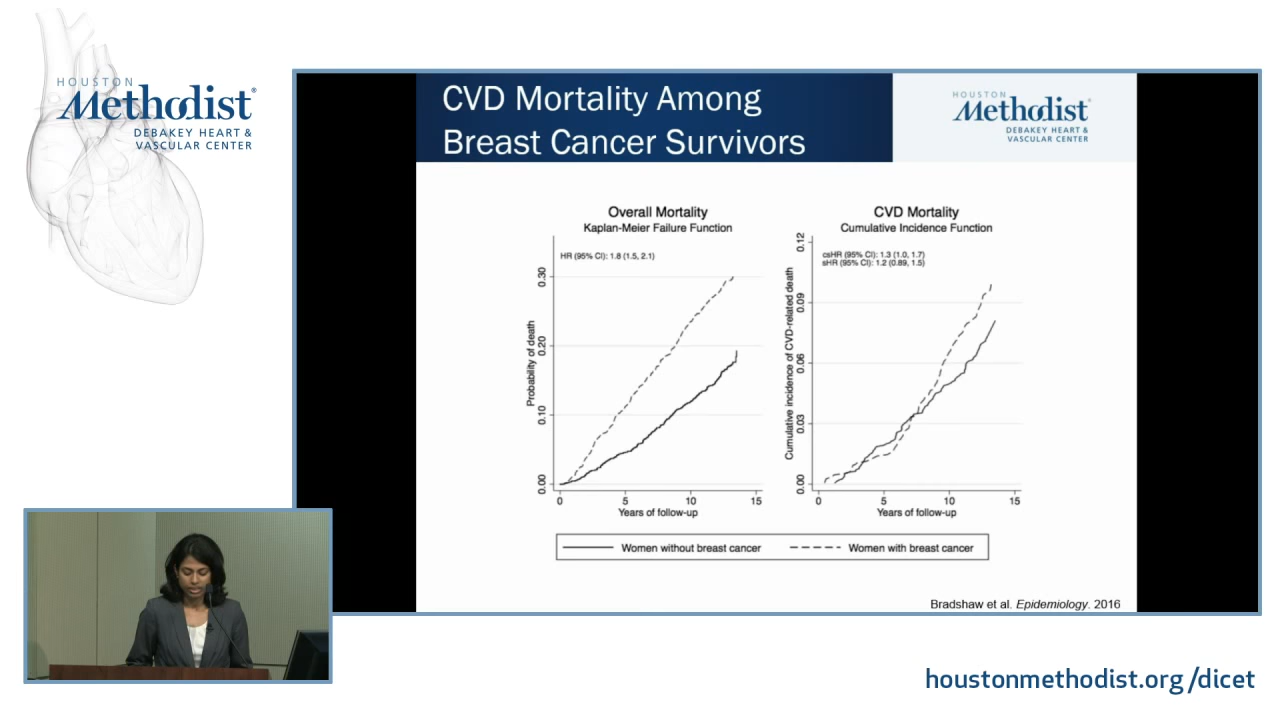 HOUSTON
Methodist®
DEBAKEY HEART &
VASCULAR CENTER
CVD Mortality Among
Breast Cancer Survivors
HOUSTON
Methodist®
DEBAKEY HEART &
VASCULAR CENTER
Overall Mortality
Kaplan-Meier Failure Function
HR (95% CI): 1.8 (1.5, 2.1)
Probability of death
0.30
0.20
0.10
0.00
0 5 10 15
Years of follow-up
CVD Mortality
Cumulative Incidence Function
csHR (95% CI): 1.3 (1.0, 1.7)
sHR (95% CI): 1.2 (0.89, 1.5)
Cumulative incidence of CVD-related death
0.12
0.09
0.06
0.03
0.00
0 5 10 15
Years of follow-up
Women without breast cancer Women with breast cancer
Bradshaw et al. Epidemiology. 2016
houstonmethodist.org/dicet